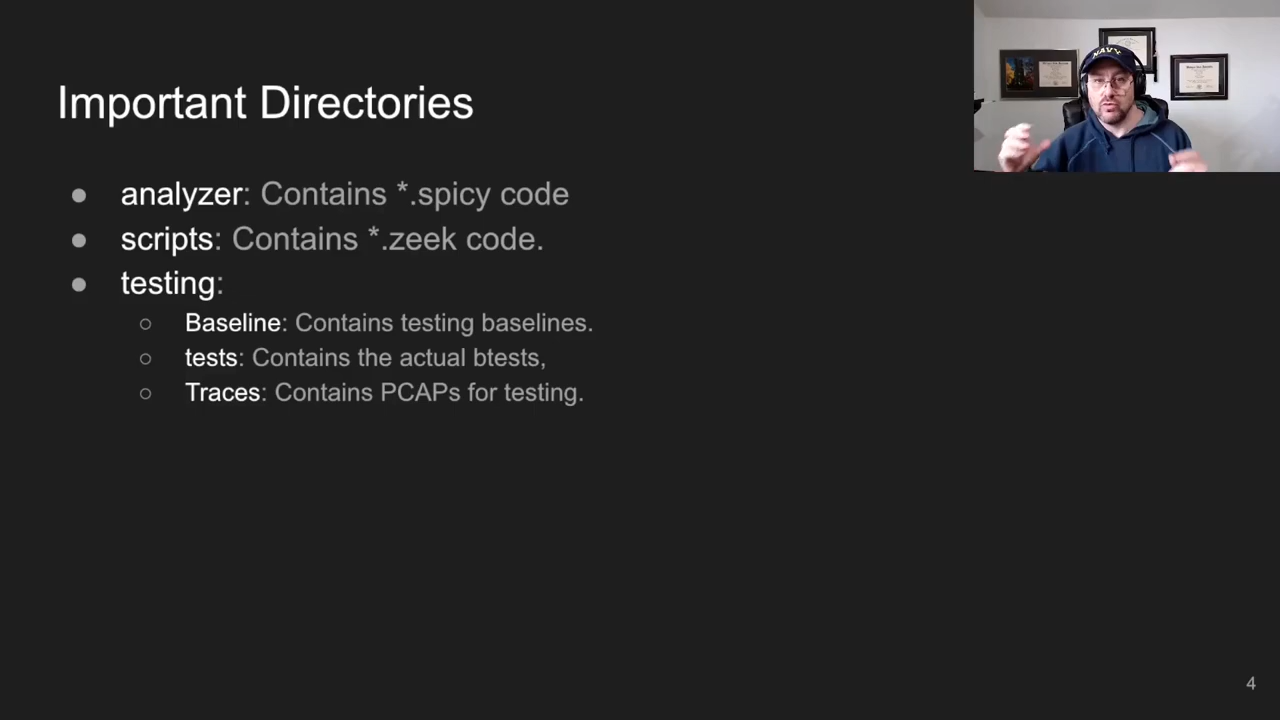 NAVY
Important Directories
● analyzer: Contains *.spicy code
● scripts: Contains *.zeek code.
● testing:
○ Baseline: Contains testing baselines.
○ tests: Contains the actual btests,
○ Traces: Contains PCAPs for testing.
4